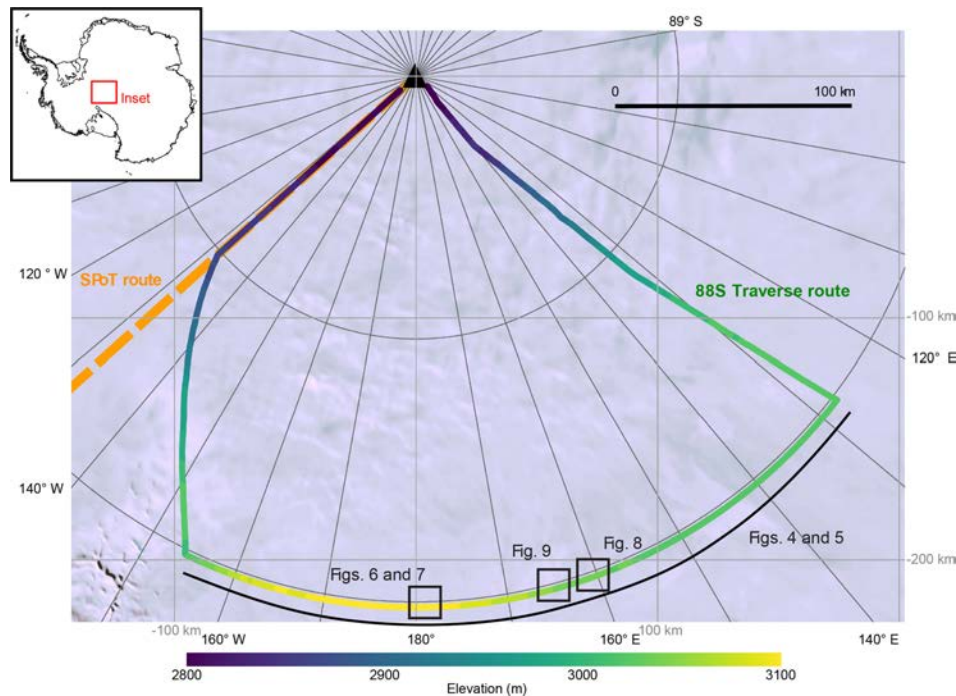 89° S
Inset
0
100 km
120° W
SPoT route
88S Traverse route
-100 km
120° E
140° W
Fig. 9
Fig. 8
Figs. 4 and 5
Figs. 6 and 7
-200 km
-100 km
100 km
160° W
180°
160° E
140° E
2800
2900
3000
3100
Elevation (m)